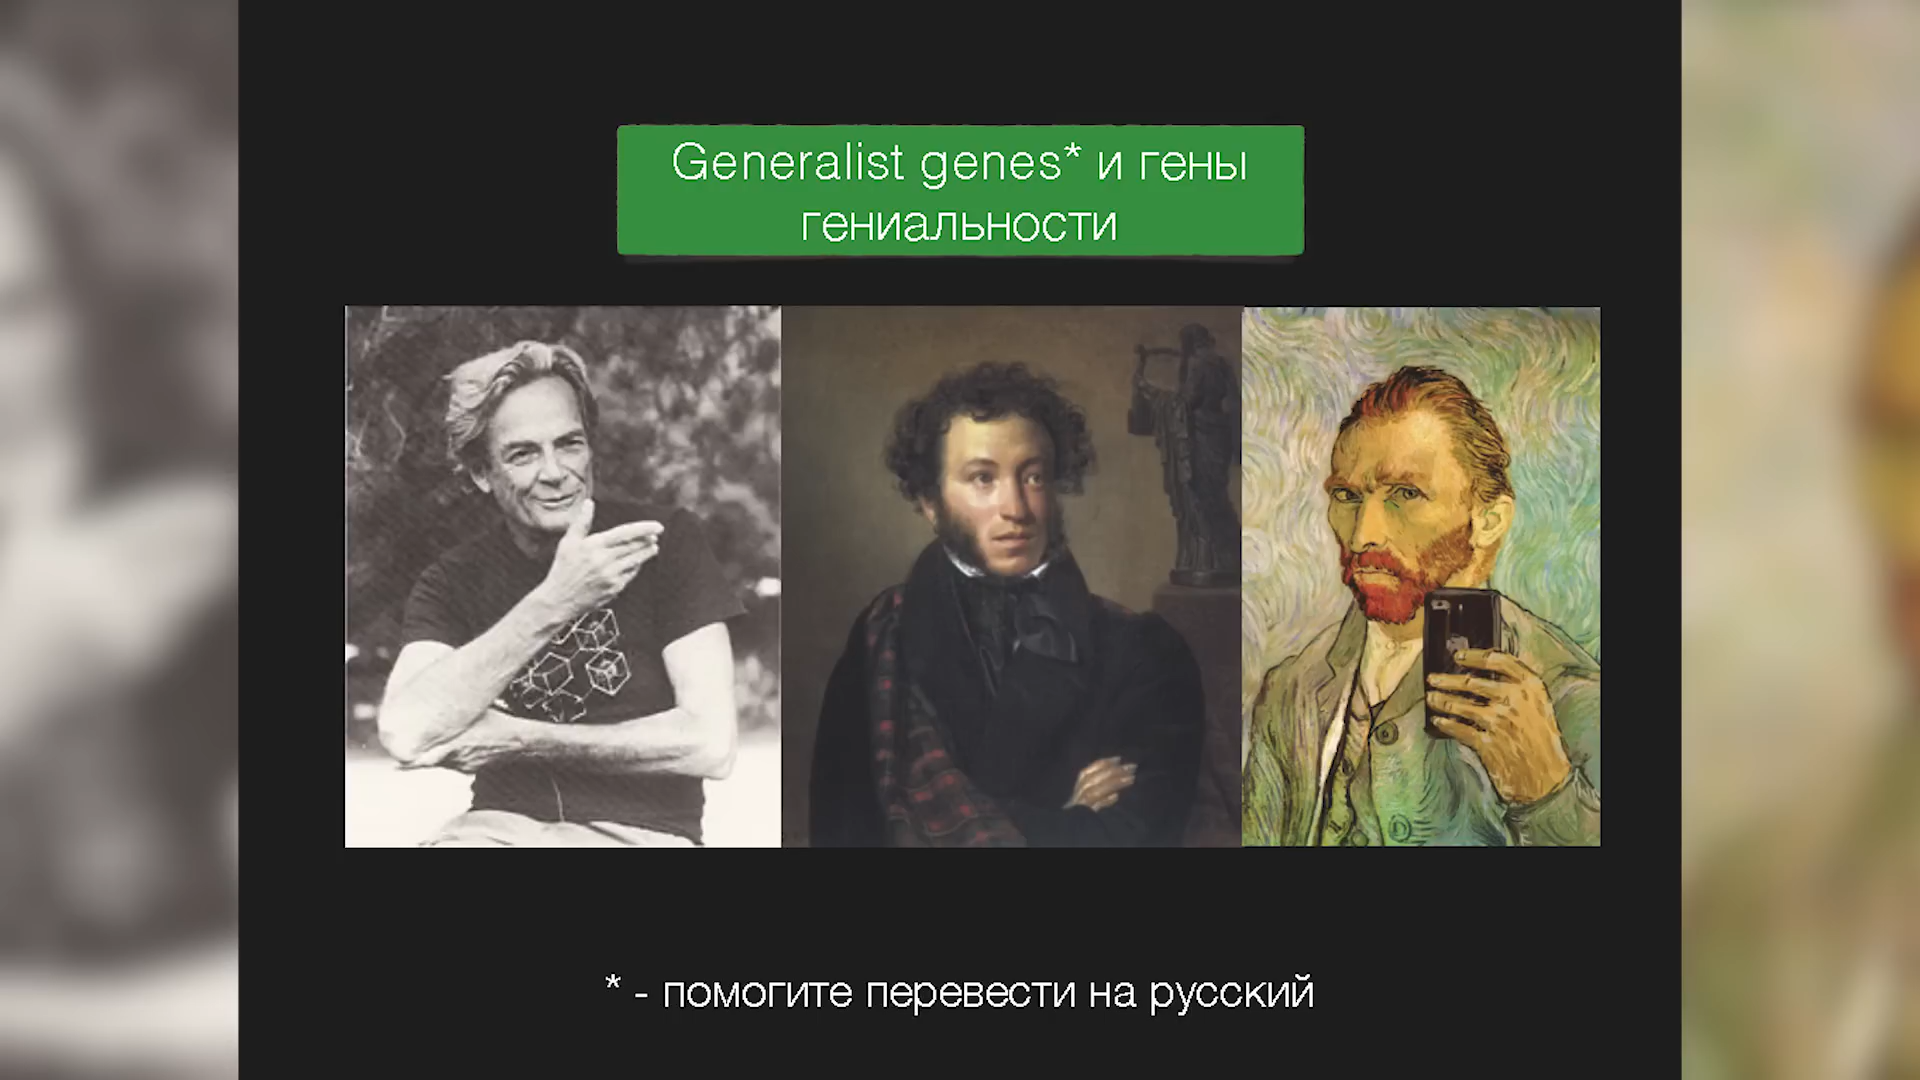 Generalist genes* и гены
гениальности
* - помогите перевести на русский